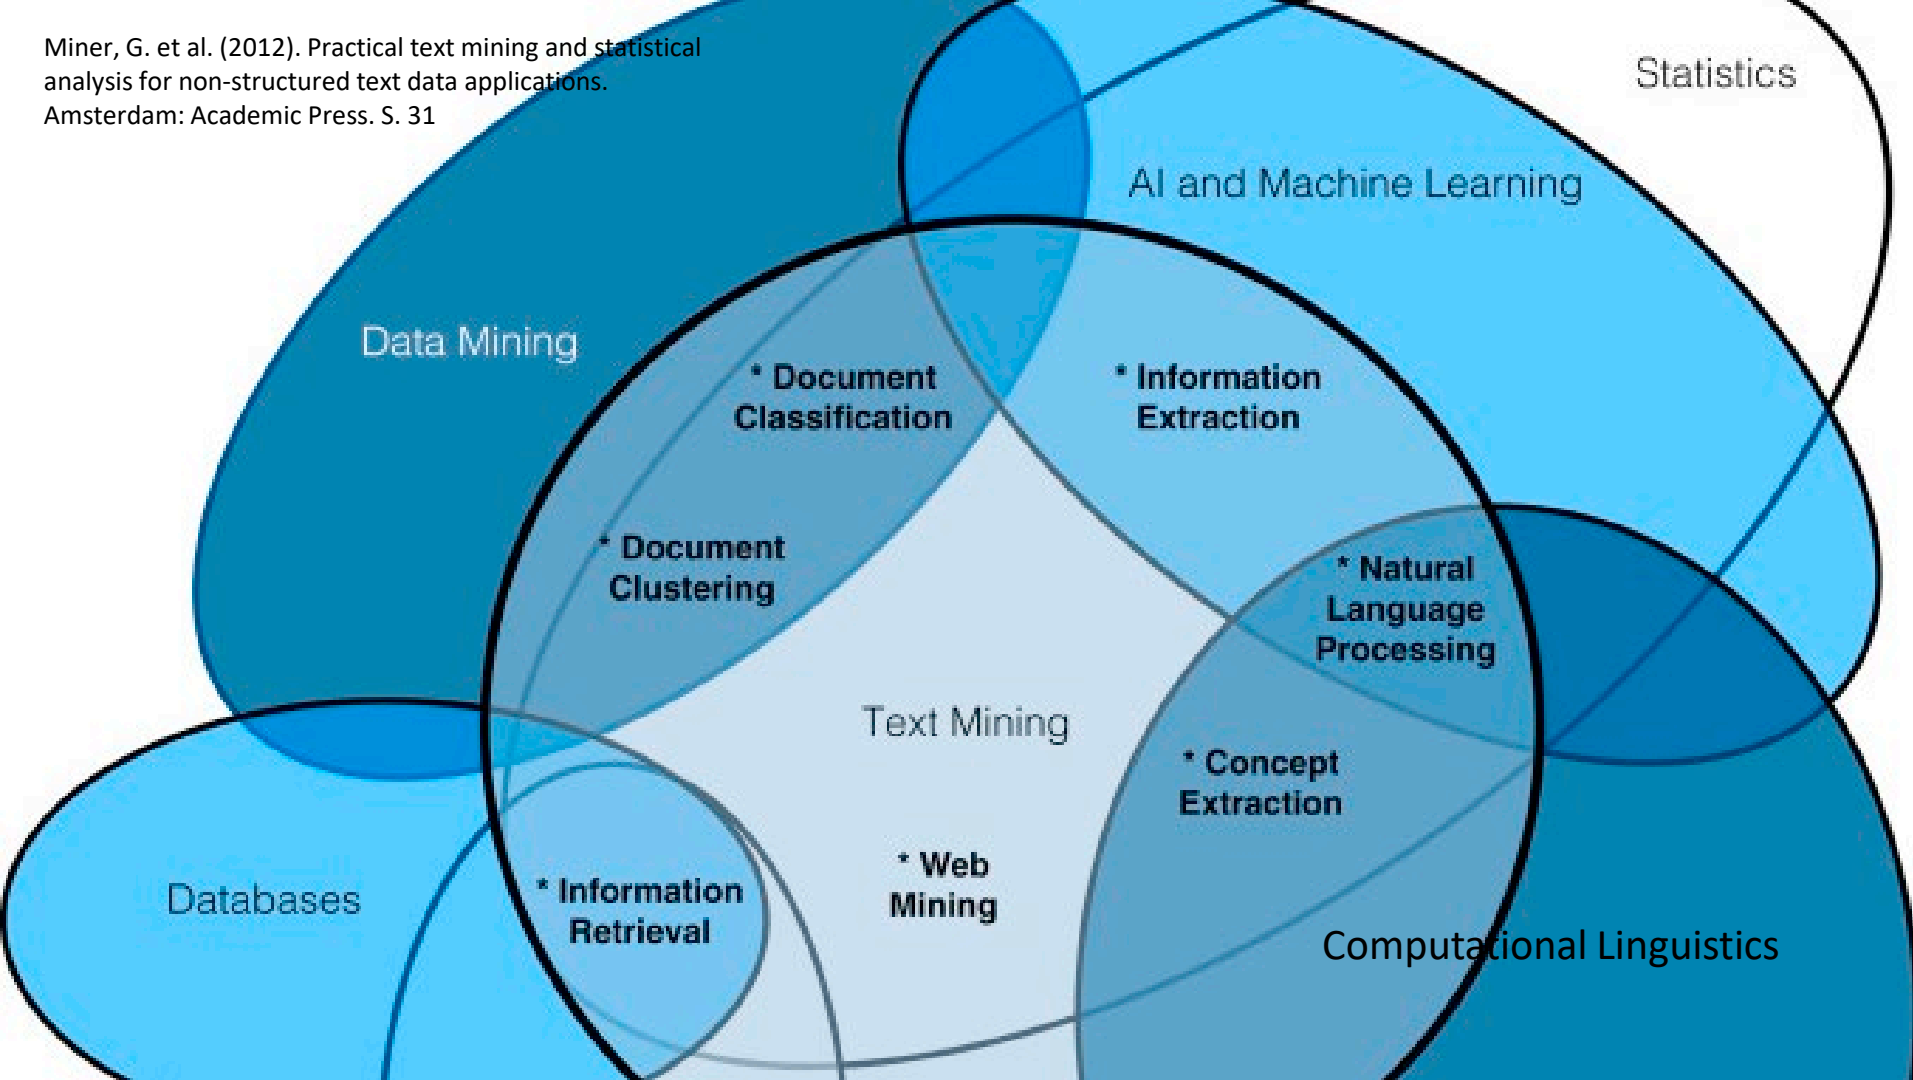 Miner, G. et al. (2012). Practical text mining and statistical
analysis for non-structured text data applications.
Amsterdam: Academic Press. S. 31
Statistics
AI and Machine Learning
Data Mining
* Document
Classification
* Information
Extraction
* Document
Clustering
* Natural
Language
Processing
Text Mining
* Concept
Extraction
* Web
Mining
Databases
* Information
Retrieval
Computational Linguistics